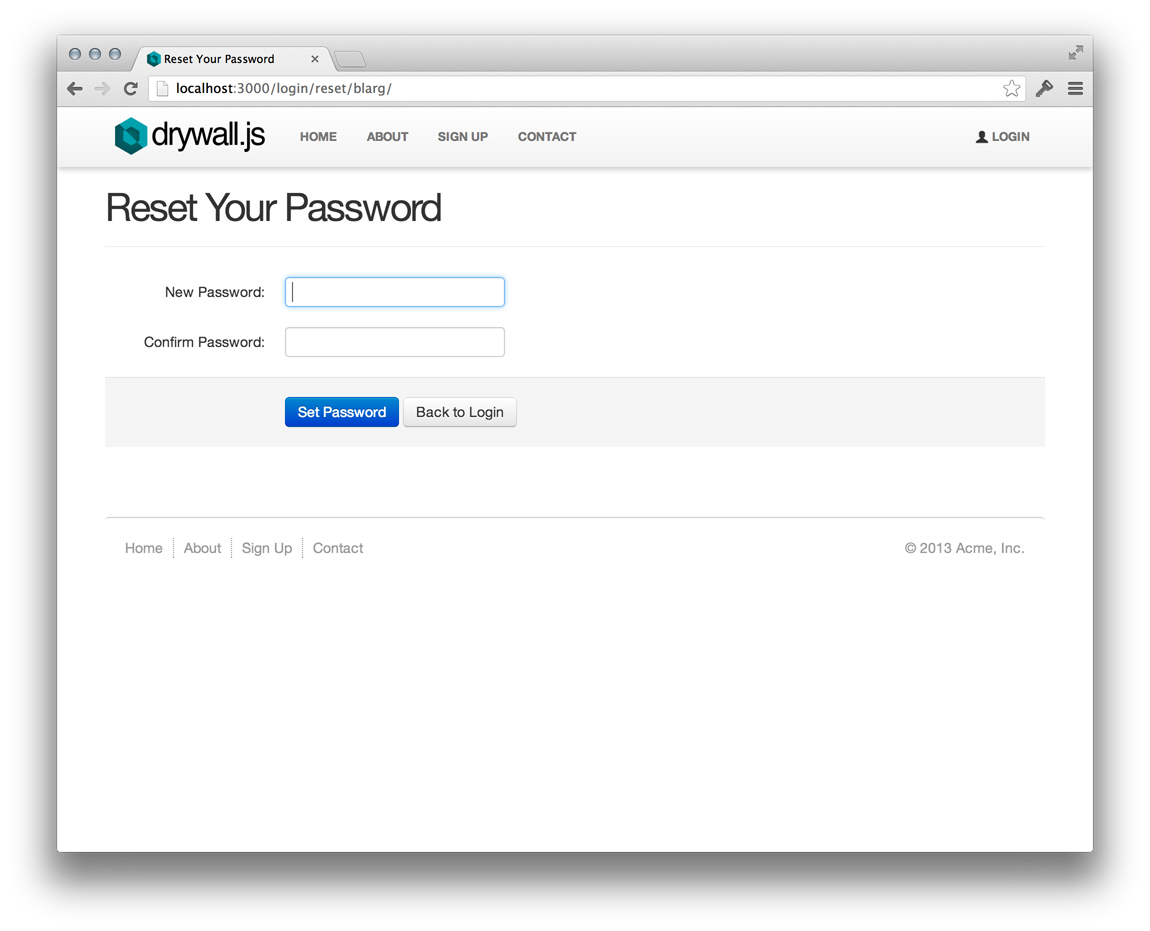 Reset Your Password
localhost:3000/login/reset/blarg/
drywall.js HOME ABOUT SIGN UP CONTACT LOGIN
Reset Your Password
New Password:
Confirm Password:
Set Password Back to Login
Home About Sign Up Contact © 2013 Acme, Inc.